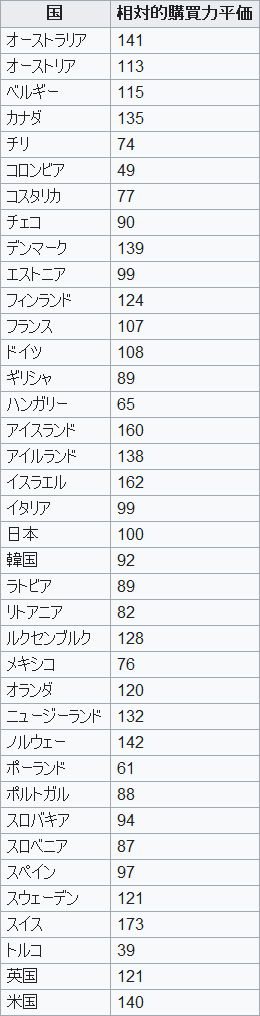 国 相対的購買力平価
オーストラリア 141
オーストリア 113
ベルギー 115
カナダ 135
チリ 74
コロンビア 49
コスタリカ 77
チェコ 90
デンマーク 139
エストニア 99
フィンランド 124
フランス 107
ドイツ 108
ギリシャ 89
ハンガリー 65
アイスランド 160
アイルランド 138
イスラエル 162
イタリア 99
日本 100
韓国 92
ラトビア 89
リトアニア 82
ルクセンブルク 128
メキシコ 76
オランダ 120
ニュージーランド 132
ノルウェー 142
ポーランド 61
ポルトガル 88
スロバキア 94
スロベニア 87
スペイン 97
スウェーデン 121
スイス 173
トルコ 39
英国 121
米国 140